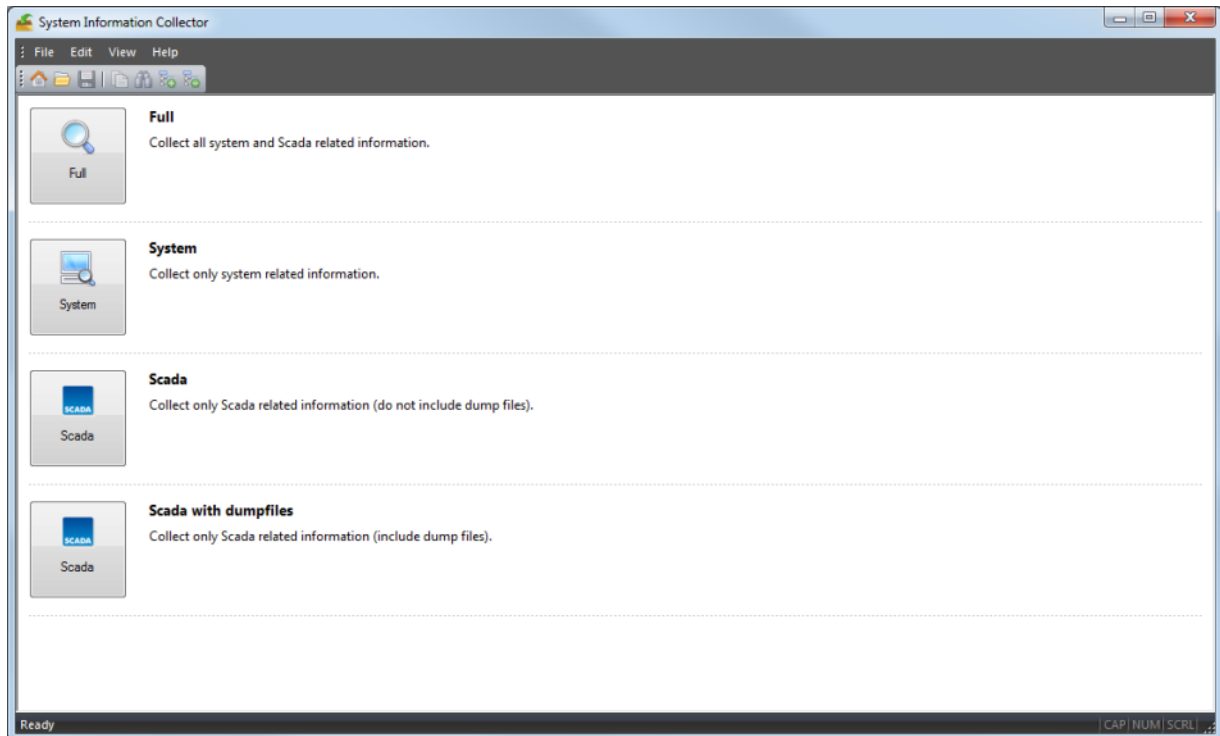 System Information Collector
File Edit View Help
Full
Collect all system and Scada related information.
Full
System
Collect only system related information.
System
Scada
Collect only Scada related information (do not include dump files).
SCADA
Scada
Scada with dumpfiles
Collect only Scada related information (include dump files).
SCADA
Scada
Ready CAP NUM SCRL